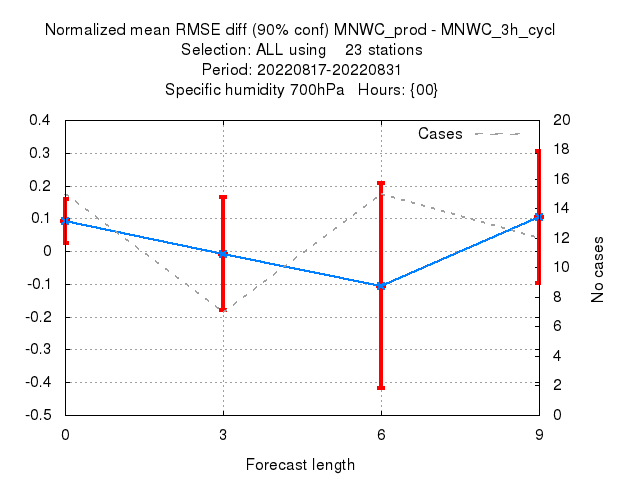 Normalized mean RMSE diff (90% conf) MNWC_prod - MNWC_3h_cycl
Selection: ALL using    23 stations
Period: 20220817-20220831
Specific humidity 700hPa   Hours: {00}
Cases
0.4
0.3
0.2
0.1
0
-0.1
-0.2
-0.3
-0.4
-0.5
20
18
16
14
12
10
8
6
4
2
0
No cases
0 3 6 9
Forecast length